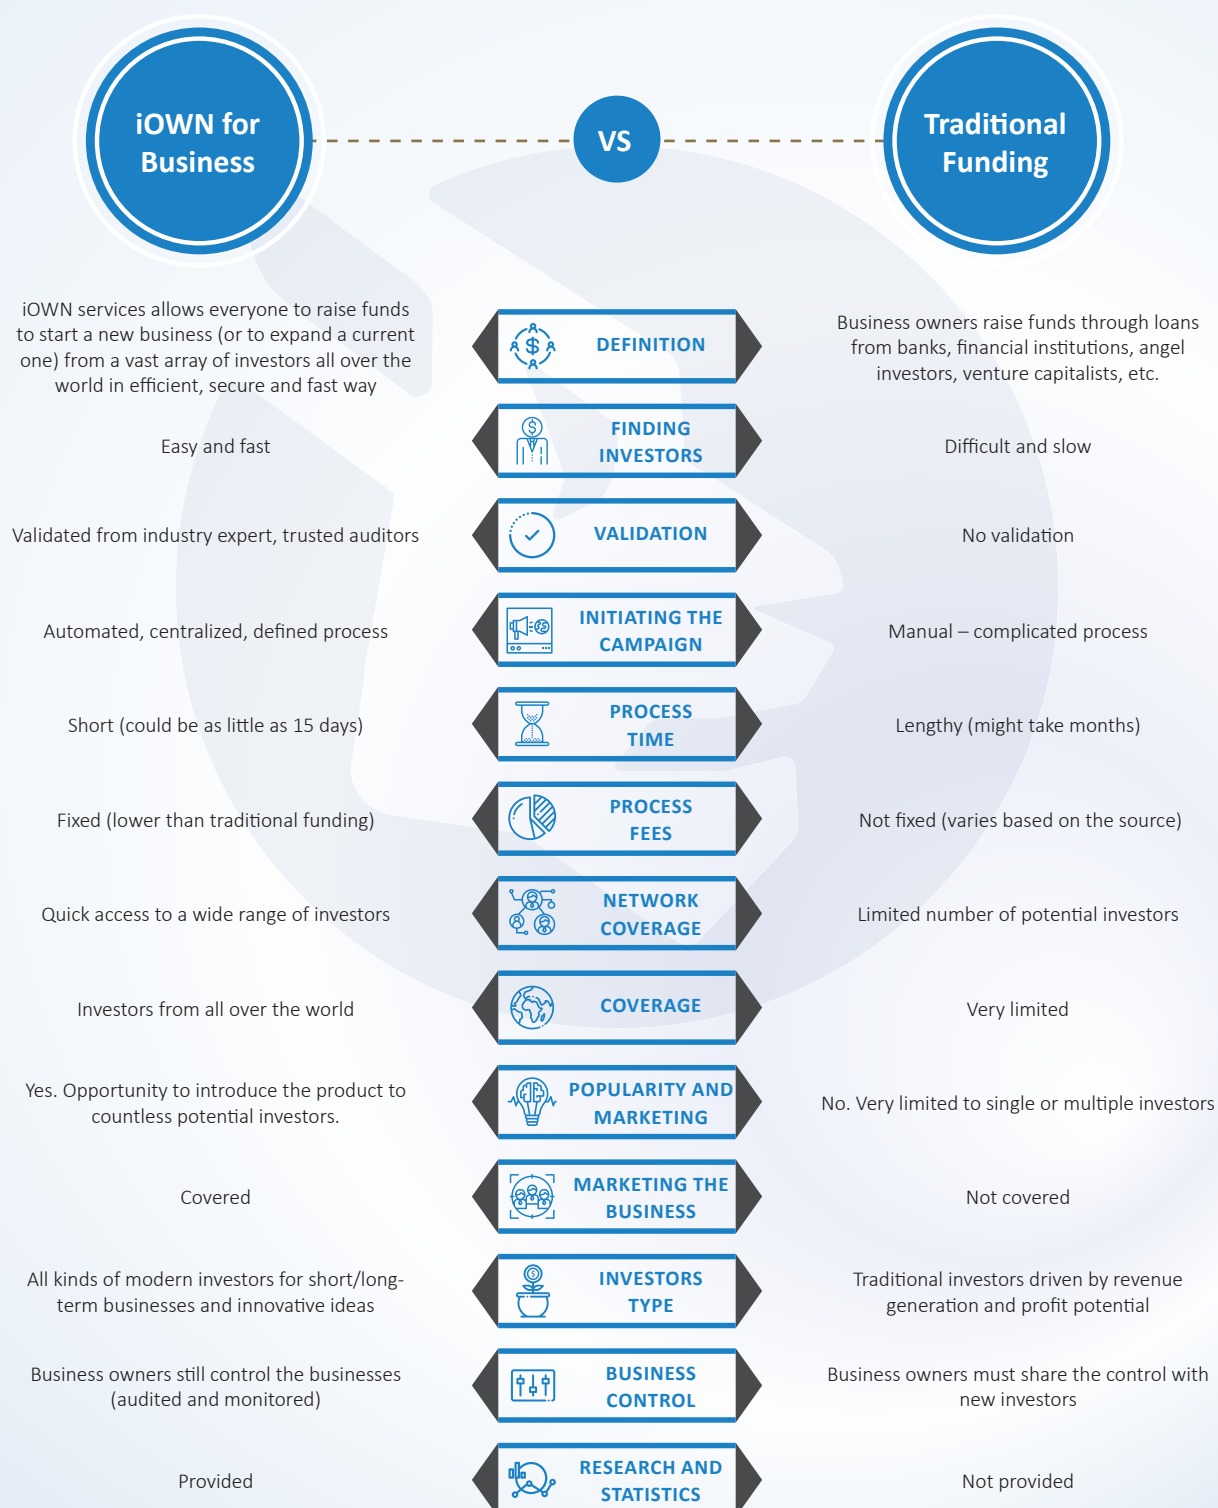 iOWN for
Business
VS
Traditional
Funding
iOWN services allows everyone to raise funds
to start a new business (or to expand a current
one) from a vast array of investors all over the
world in efficient, secure and fast way
DEFINITION
Business owners raise funds through loans
from banks, financial institutions, angel
investors, venture capitalists, etc.
Easy and fast
FINDING
INVESTORS
Difficult and slow
Validated from industry expert, trusted auditors
VALIDATION
No validation
Automated, centralized, defined process
INITIATING THE
CAMPAIGN
Manual – complicated process
Short (could be as little as 15 days)
PROCESS
TIME
Lengthy (might take months)
Fixed (lower than traditional funding)
PROCESS
FEES
Not fixed (varies based on the source)
Quick access to a wide range of investors
NETWORK
COVERAGE
Limited number of potential investors
Investors from all over the world
COVERAGE
Very limited
Yes. Opportunity to introduce the product to
countless potential investors.
POPULARITY AND
MARKETING
No. Very limited to single or multiple investors
Covered
MARKETING THE
BUSINESS
Not covered
All kinds of modern investors for short/long-
term businesses and innovative ideas
INVESTORS
TYPE
Traditional investors driven by revenue
generation and profit potential
Business owners still control the businesses
(audited and monitored)
BUSINESS
CONTROL
Business owners must share the control with
new investors
Provided
RESEARCH AND
STATISTICS
Not provided